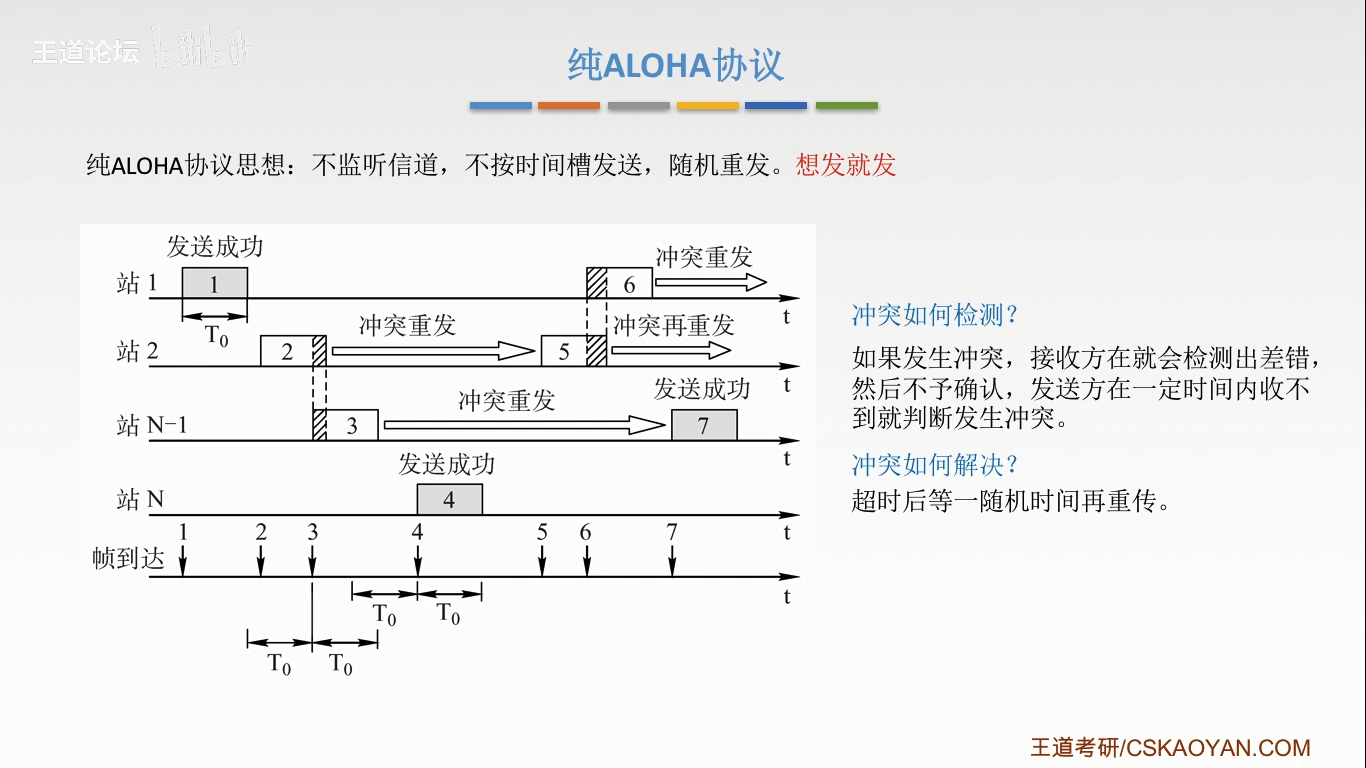 王道论坛 bilibili
纯ALOHA协议
纯ALOHA协议思想：不监听信道，不按时间槽发送，随机重发。想发就发
发送成功
站 1
1
6
冲突重发
t
T0
站 2
2
冲突重发
5
冲突再重发
t
发送成功
站 N-1
3
冲突重发
7
t
发送成功
站 N
4
t
1 2 3 4 5 6 7
帧到达
t
T0 T0
T0 T0
冲突如何检测？
如果发生冲突，接收方在就会检测出差错，
然后不予确认，发送方在一定时间内收不
到就判断发生冲突。
冲突如何解决？
超时后等一随机时间再重传。
王道考研/CSKAOYAN.COM